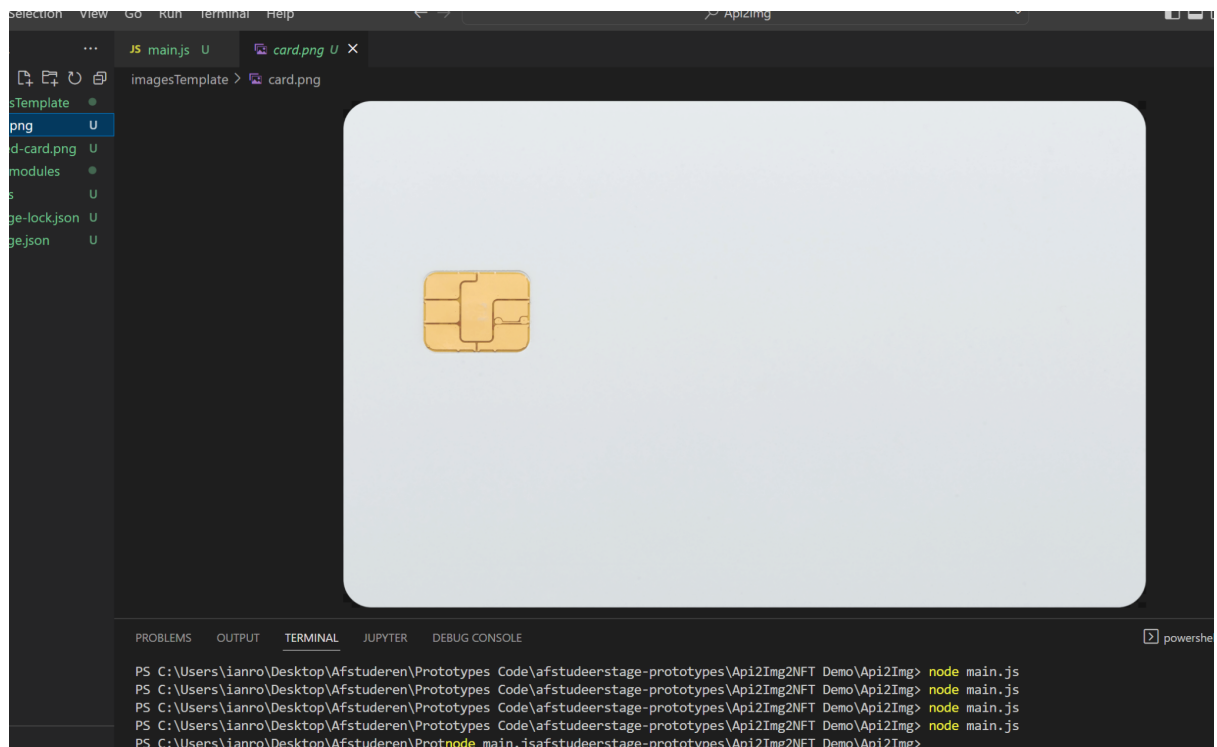 Selection View Go Run Terminal Help Api2Img
... JS main.js U card.png U
imagesTemplate > card.png
sTemplate
png U
d-card.png U
modules
s U
ge-lock.json U
ge.json U
PROBLEMS OUTPUT TERMINAL JUPYTER DEBUG CONSOLE powershe
PS C:\Users\ianro\Desktop\Afstuderen\Prototypes Code\afstudeerstage-prototypes\Api2Img2NFT Demo\Api2Img> node main.js
PS C:\Users\ianro\Desktop\Afstuderen\Prototypes Code\afstudeerstage-prototypes\Api2Img2NFT Demo\Api2Img> node main.js
PS C:\Users\ianro\Desktop\Afstuderen\Prototypes Code\afstudeerstage-prototypes\Api2Img2NFT Demo\Api2Img> node main.js
PS C:\Users\ianro\Desktop\Afstuderen\Prototypes Code\afstudeerstage-prototypes\Api2Img2NFT Demo\Api2Img> node main.js
PS C:\Users\ianro\Desktop\Afstuderen\Protnode main.jsafstudeerstage-prototypes\Api2Img2NFT Demo\Api2Img>